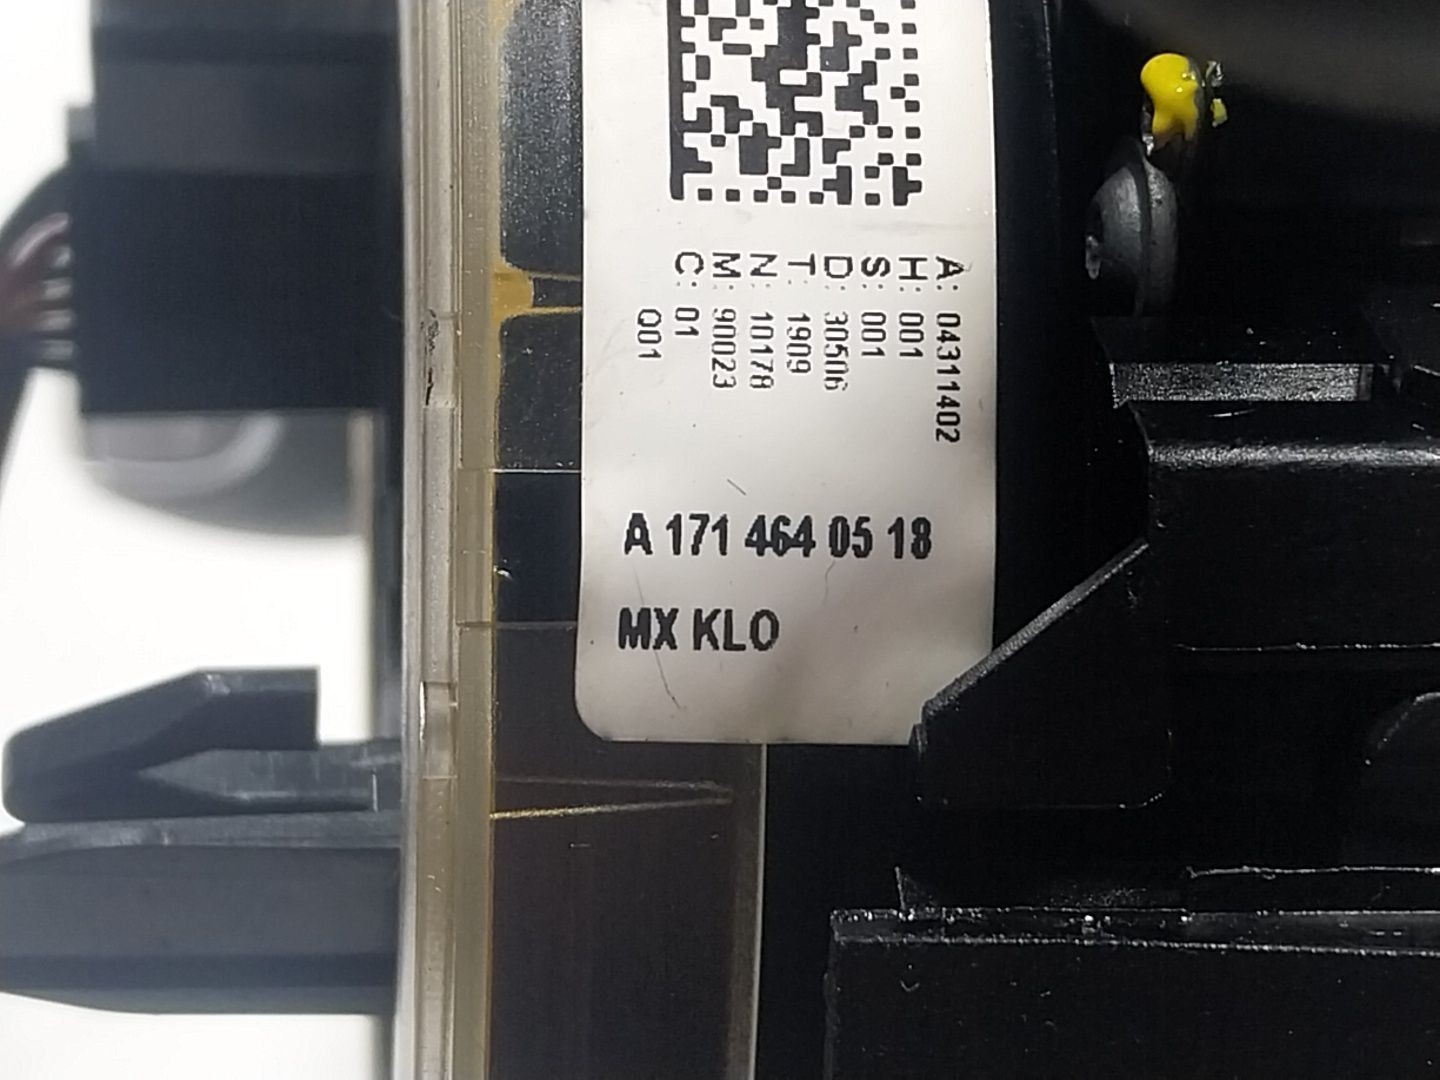 A: 04311402
H: 001
S: 001
D: 30506
T: 1909
N: 10178
M: 90023
C: 01
Q01
A 171 464 05 18
MX KLO